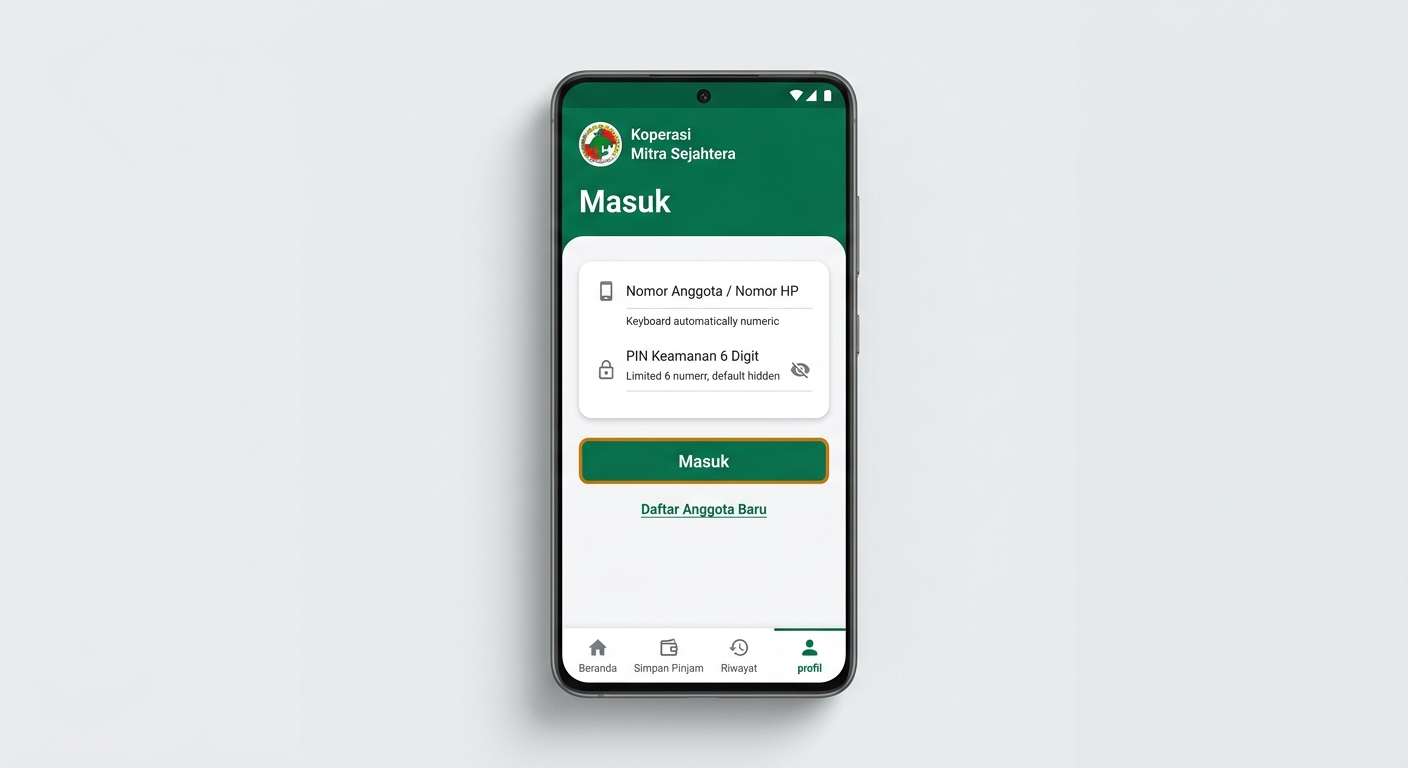 Koperasi
Mitra Sejahtera
Masuk
Nomor Anggota / Nomor HP
Keyboard automatically numeric
PIN Keamanan 6 Digit
Limited 6 numerr, default hidden
Masuk
Daftar Anggota Baru
Beranda
Simpan Pinjam
Riwayat
profil